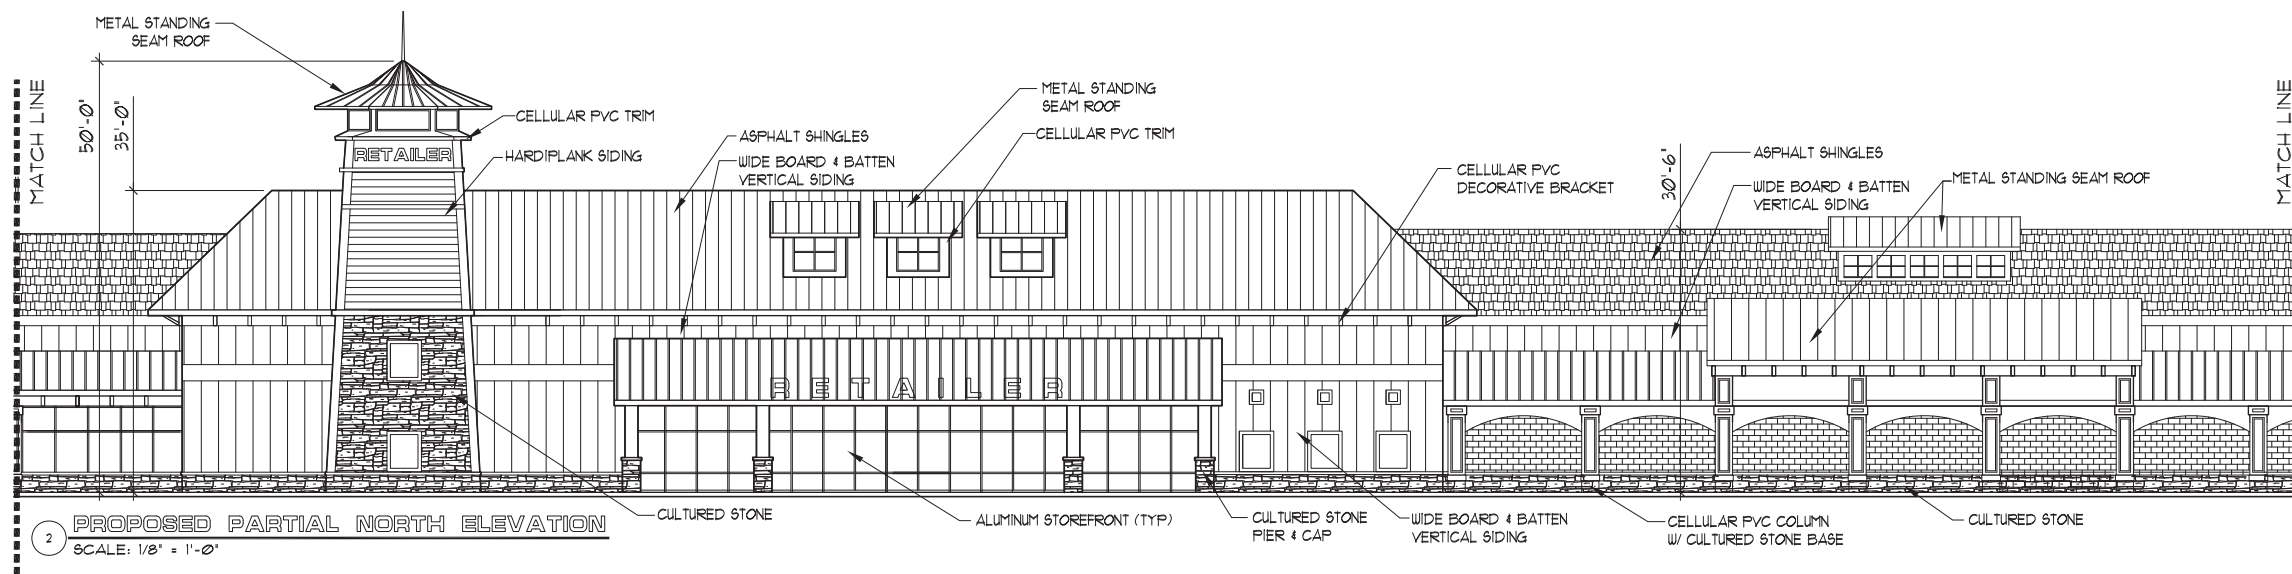 METAL STANDING
SEAM ROOF
MATCH LINE
50'-0"
35'-0"
CELLULAR PVC TRIM
RETAILER
HARDIPLANK SIDING
ASPHALT SHINGLES
WIDE BOARD & BATTEN
VERTICAL SIDING
METAL STANDING
SEAM ROOF
CELLULAR PVC TRIM
CELLULAR PVC
DECORATIVE BRACKET
30'-6"
ASPHALT SHINGLES
WIDE BOARD & BATTEN
VERTICAL SIDING
METAL STANDING SEAM ROOF
MATCH LINE
RETAILER
CULTURED STONE
ALUMINUM STOREFRONT (TYP)
CULTURED STONE
PIER & CAP
WIDE BOARD & BATTEN
VERTICAL SIDING
CELLULAR PVC COLUMN
W/ CULTURED STONE BASE
CULTURED STONE
2
PROPOSED PARTIAL NORTH ELEVATION
SCALE: 1/8" = 1'-0"